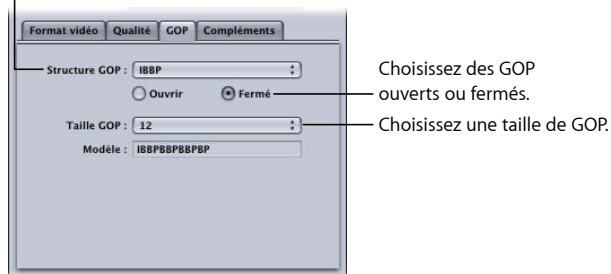 Format vidéo Qualité GOP Compléments
Structure GOP : IBBP
Ouvrir Fermé
Taille GOP : 12
Modèle : IBBPBBPBBPBP
Choisissez des GOP
ouverts ou fermés.
Choisissez une taille de GOP.